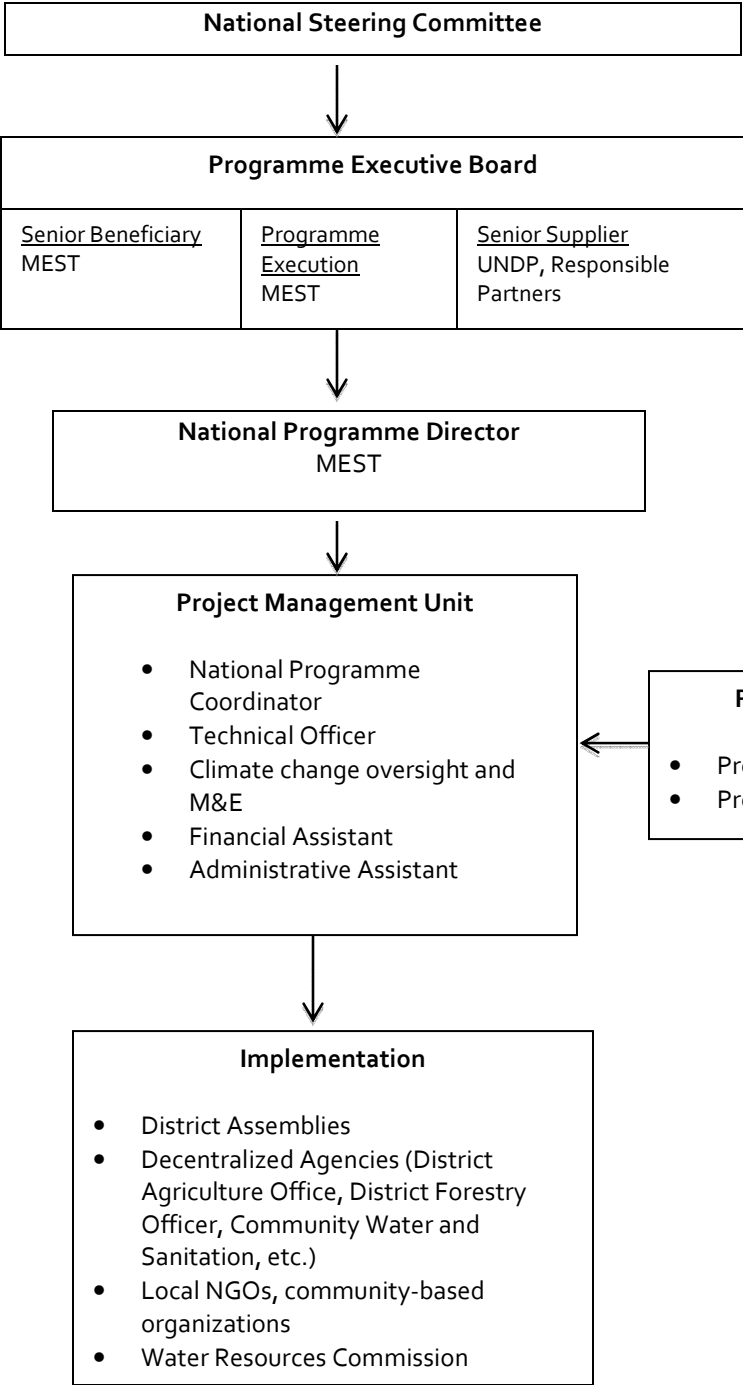 National Steering Committee
Programme Executive Board
Senior Beneficiary
MEST
Programme
Execution
MEST
Senior Supplier
UNDP, Responsible
Partners
National Programme Director
MEST
Project Management Unit
• National Programme
Coordinator
• Technical Officer
• Climate change oversight and
M&E
• Financial Assistant
• Administrative Assistant
Implementation
• District Assemblies
• Decentralized Agencies (District
Agriculture Office, District Forestry
Officer, Community Water and
Sanitation, etc.)
• Local NGOs, community-based
organizations
• Water Resources Commission